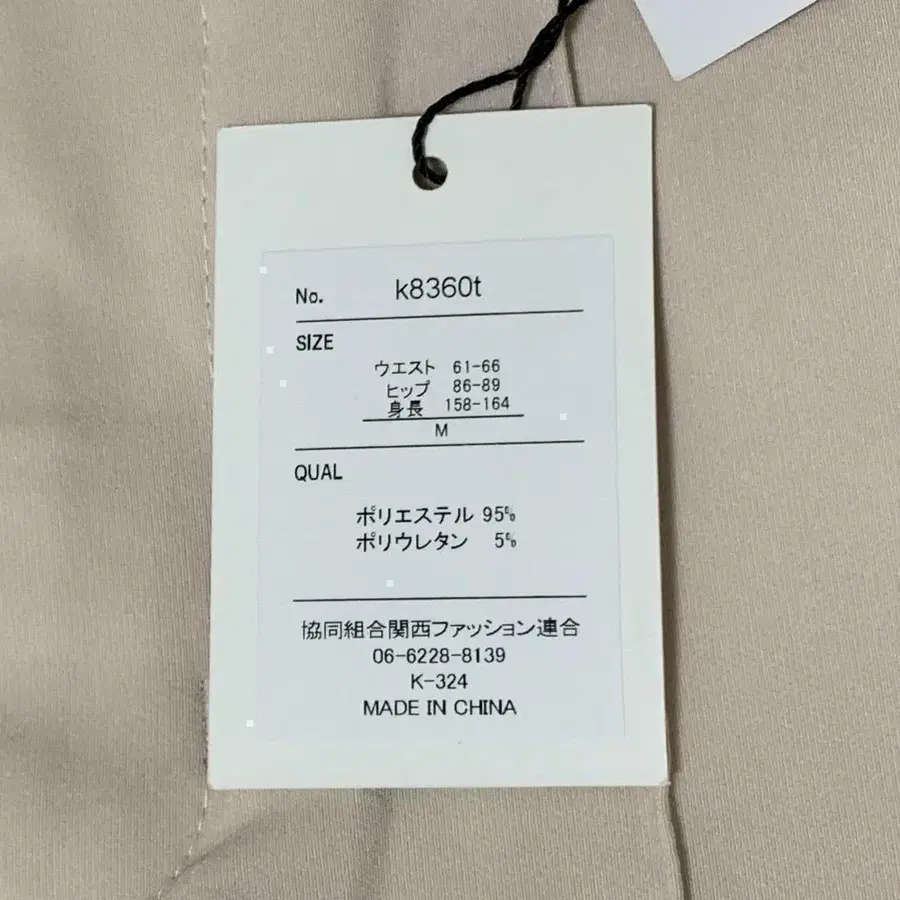 No. k8360t
SIZE
ウエスト 61-66
ヒップ 86-89
身長 158-164
M
QUAL
ポリエステル 95%
ポリウレタン 5%
協同組合関西ファッション連合
06-6228-8139
K-324
MADE IN CHINA